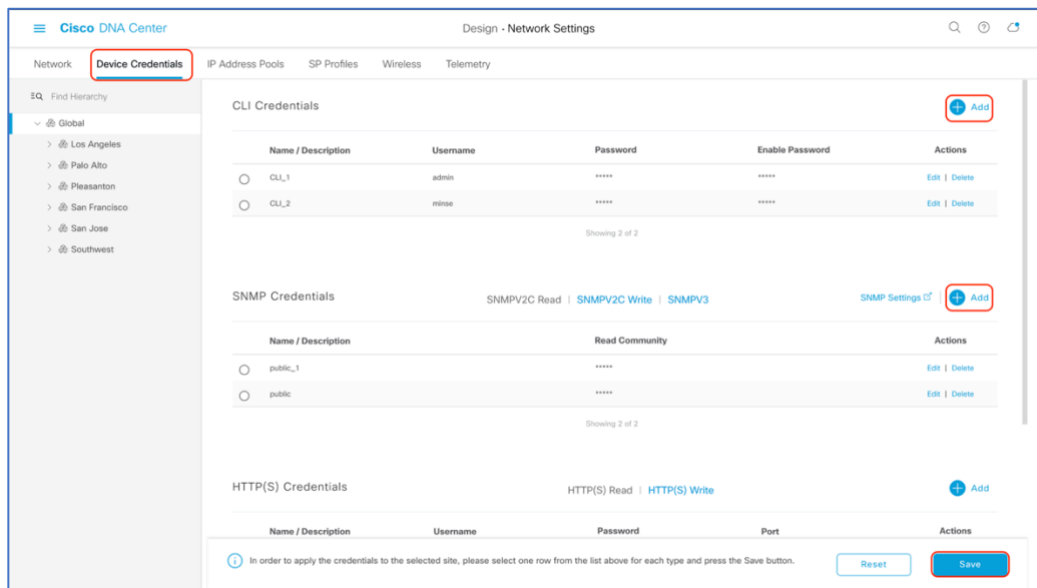 Cisco DNA Center
Design · Network Settings
Network Device Credentials IP Address Pools SP Profiles Wireless Telemetry
Find Hierarchy
Global
Los Angeles
Palo Alto
Pleasanton
San Francisco
San Jose
Southwest
CLI Credentials
Add
Name / Description Username Password Enable Password Actions
CLI_1 admin ***** ***** Edit | Delete
CLI_2 minse ***** ***** Edit | Delete
Showing 2 of 2
SNMP Credentials SNMPV2C Read | SNMPV2C Write | SNMPV3 SNMP Settings | Add
Name / Description Read Community Actions
public_1 ***** Edit | Delete
public ***** Edit | Delete
Showing 2 of 2
HTTP(S) Credentials HTTP(S) Read | HTTP(S) Write Add
Name / Description Username Password Port Actions
In order to apply the credentials to the selected site, please select one row from the list above for each type and press the Save button.
Reset Save